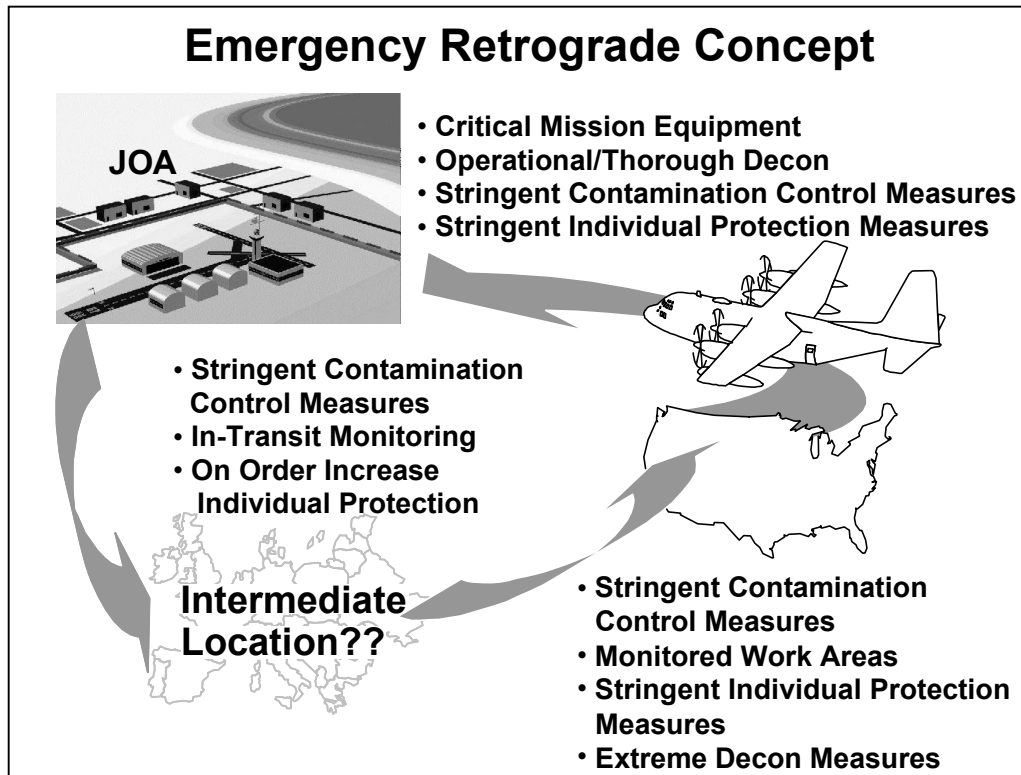 Emergency Retrograde Concept
JOA
• Critical Mission Equipment
• Operational/Thorough Decon
• Stringent Contamination Control Measures
• Stringent Individual Protection Measures
• Stringent Contamination
Control Measures
• In-Transit Monitoring
• On Order Increase
Individual Protection
Intermediate
Location??
• Stringent Contamination
Control Measures
• Monitored Work Areas
• Stringent Individual Protection
Measures
• Extreme Decon Measures